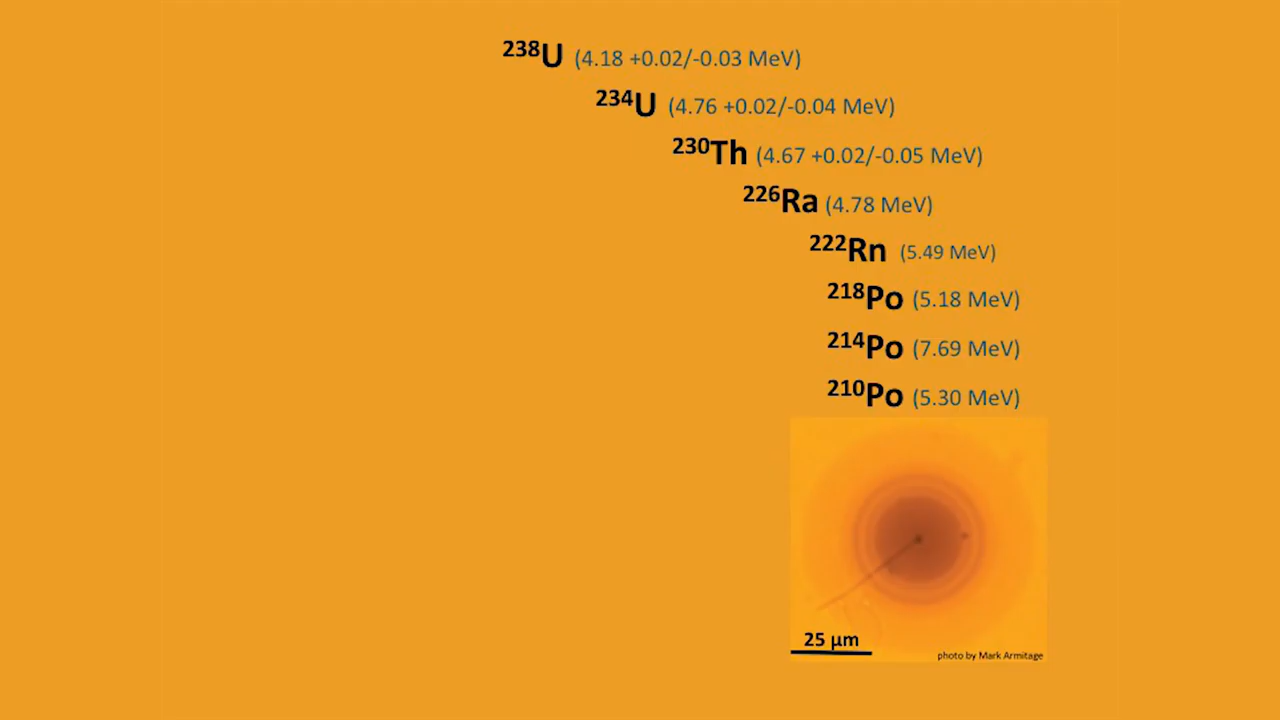 ²³⁸U (4.18 +0.02/-0.03 MeV)
²³⁴U (4.76 +0.02/-0.04 MeV)
²³⁰Th (4.67 +0.02/-0.05 MeV)
²²⁶Ra (4.78 MeV)
²²²Rn (5.49 MeV)
²¹⁸Po (5.18 MeV)
²¹⁴Po (7.69 MeV)
²¹⁰Po (5.30 MeV)
25 µm
photo by Mark Armitage